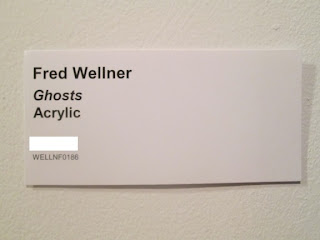 Fred Wellner
Ghosts
Acrylic
WELLNF0186